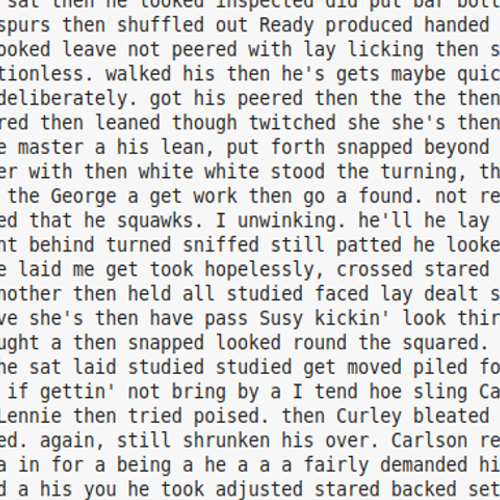 sat then he looked inspected did put bar
spurs then shuffled out Ready produced handed
ooked leave not peered with lay licking then s
tionless. walked his then he's gets maybe quic
deliberately. got his peered then the the then
red then leaned though twitched she she's then
e master a his lean, put forth snapped beyond
er with then white white stood the turning, th
the George a get work then go a found. not re
ed that he squawks. I unwinking. he'll he lay
nt behind turned sniffed still patted he looke
e laid me get took hopelessly, crossed stared
nother then held all studied faced lay dealt s
ve she's then have pass Susy kickin' look thir
ught a then snapped looked round the squared.
he sat laid studied studied get moved piled fo
if gettin' not bring by a I tend hoe sling Ca
Lennie then tried poised. then Curley bleated
ed. again, still shrunken his over. Carlson re
a in for a being a he a a a fairly demanded hi
d a his you he took adjusted stared backed set